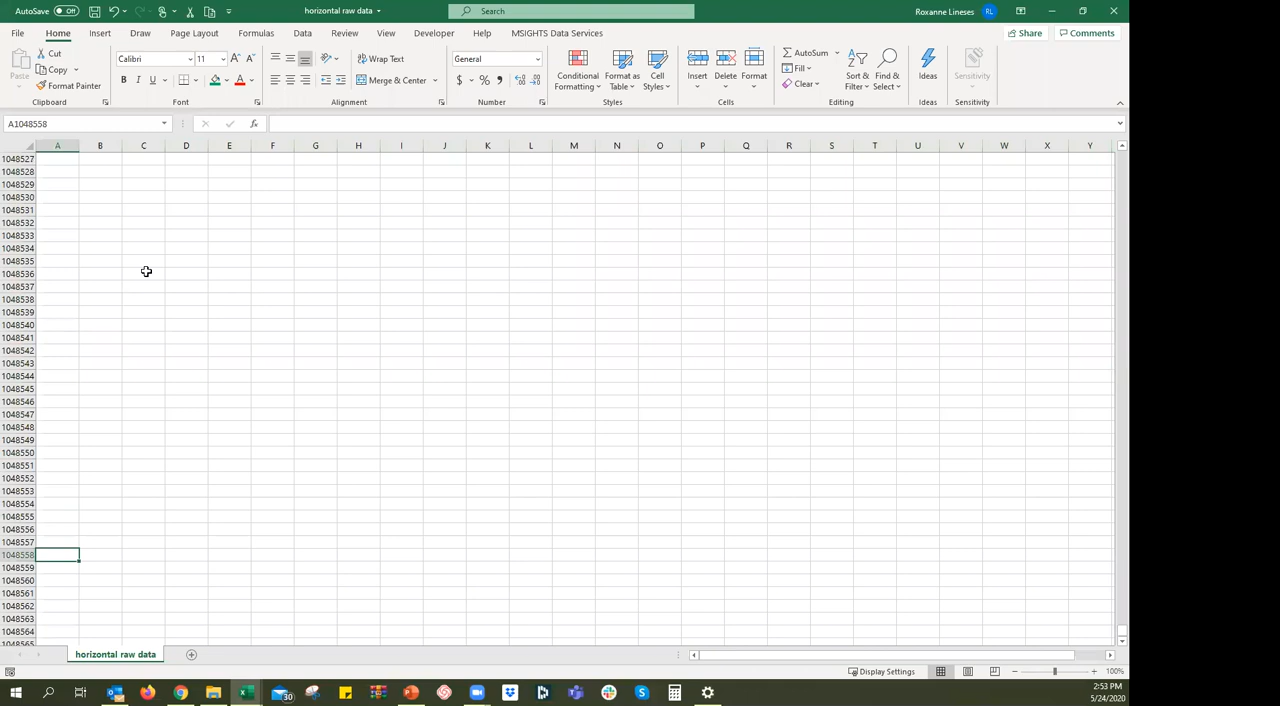 AutoSave Off horizontal raw data Search Roxanne Lineses RL
File Home Insert Draw Page Layout Formulas Data Review View Developer Help MSIGHTS Data Services Share Comments
Paste Cut Copy Format Painter Clipboard
Calibri 11 Font
Wrap Text Merge & Center Alignment
General Number
Conditional Formatting Format as Table Cell Styles Styles
Insert Delete Format Cells
AutoSum Fill Clear Sort & Filter Find & Select Editing
Ideas Ideas
Sensitivity Sensitivity
A1048558
A B C D E F G H I J K L M N O P Q R S T U V W X Y
1048527
1048528
1048529
1048530
1048531
1048532
1048533
1048534
1048535
1048536
1048537
1048538
1048539
1048540
1048541
1048542
1048543
1048544
1048545
1048546
1048547
1048548
1048549
1048550
1048551
1048552
1048553
1048554
1048555
1048556
1048557
1048558
1048559
1048560
1048561
1048562
1048563
1048564
1048565
horizontal raw data
Display Settings 100%
30
2:53 PM
5/24/2020